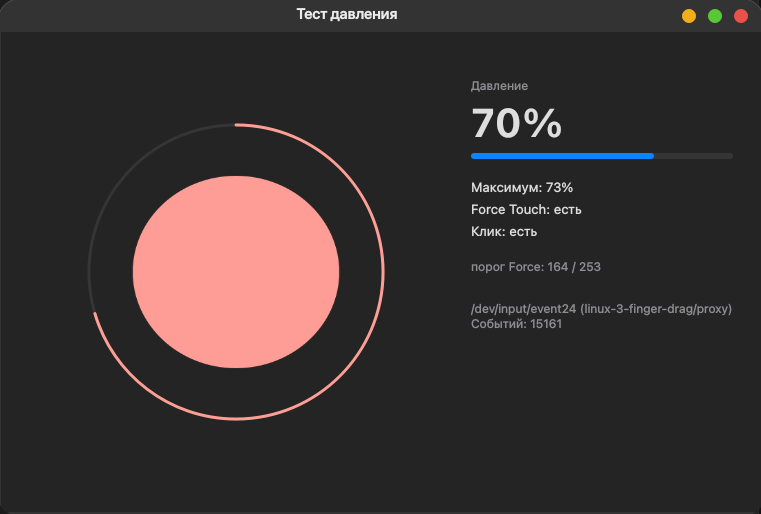 Тест давления
Давление
70%
Максимум: 73%
Force Touch: есть
Клик: есть
порог Force: 164 / 253
/dev/input/event24 (linux-3-finger-drag/proxy)
Событий: 15161